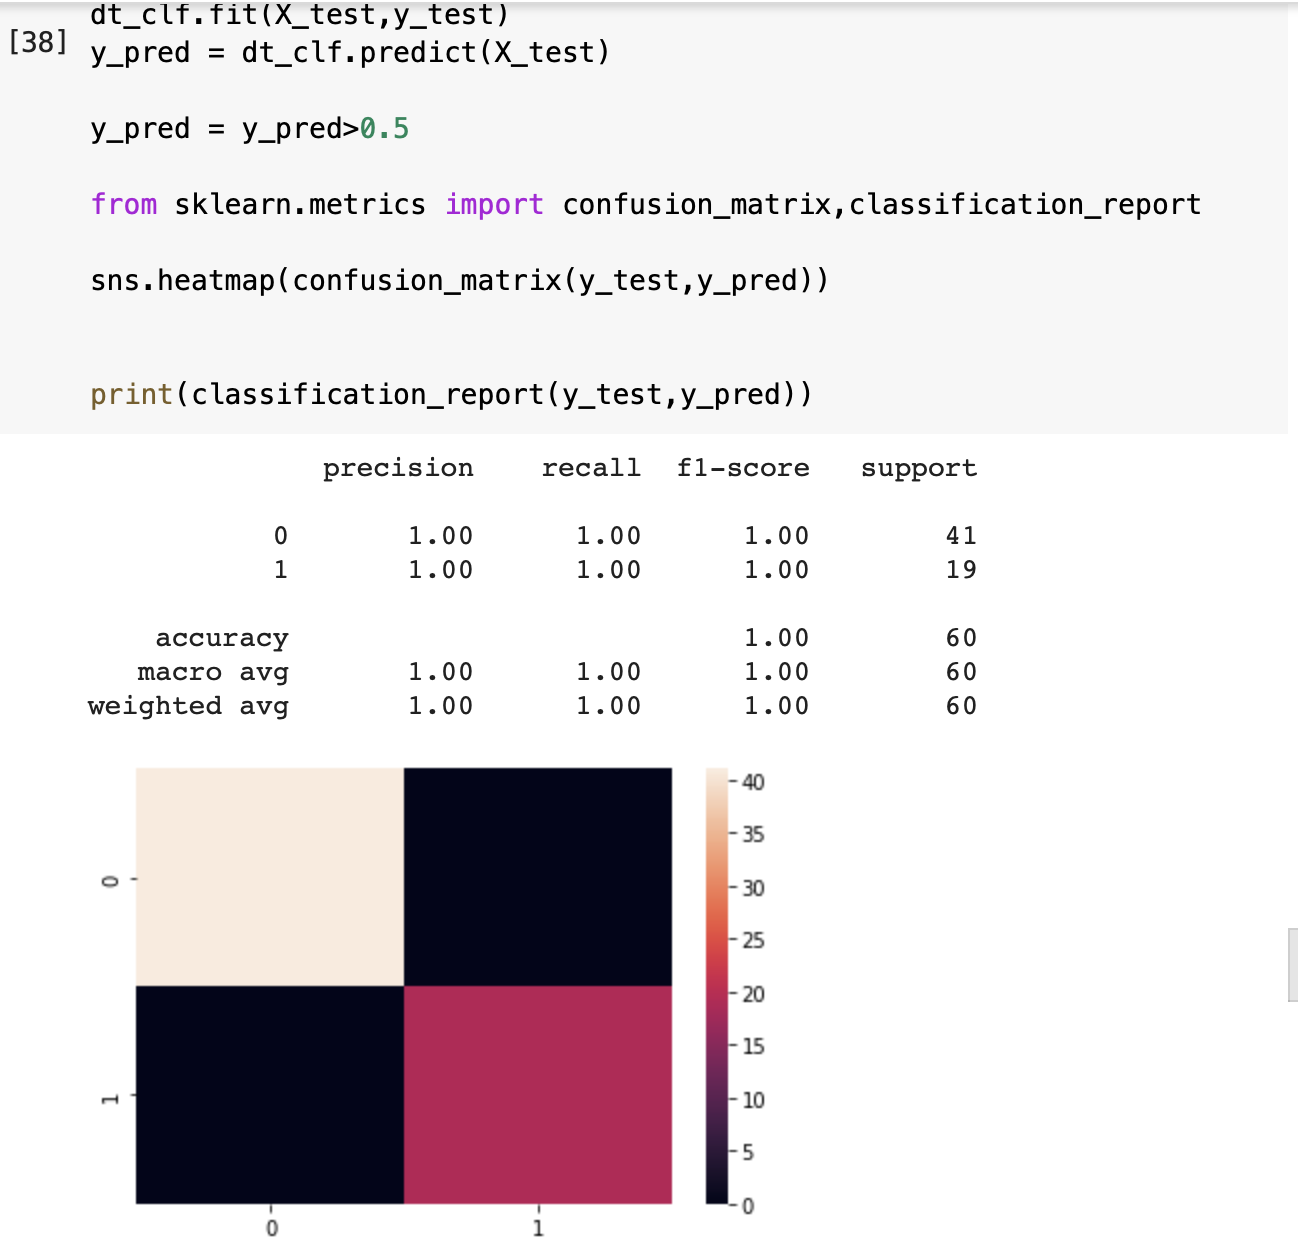 dt_clf.fit(X_test,y_test)
[38] y_pred = dt_clf.predict(X_test)
y_pred = y_pred>0.5
from sklearn.metrics import confusion_matrix,classification_report
sns.heatmap(confusion_matrix(y_test,y_pred))
print(classification_report(y_test,y_pred))
precision recall f1-score support
0 1.00 1.00 1.00 41
1 1.00 1.00 1.00 19
accuracy 1.00 60
macro avg 1.00 1.00 1.00 60
weighted avg 1.00 1.00 1.00 60
40
35
0
30
25
20
15
1
10
5
0
0 1